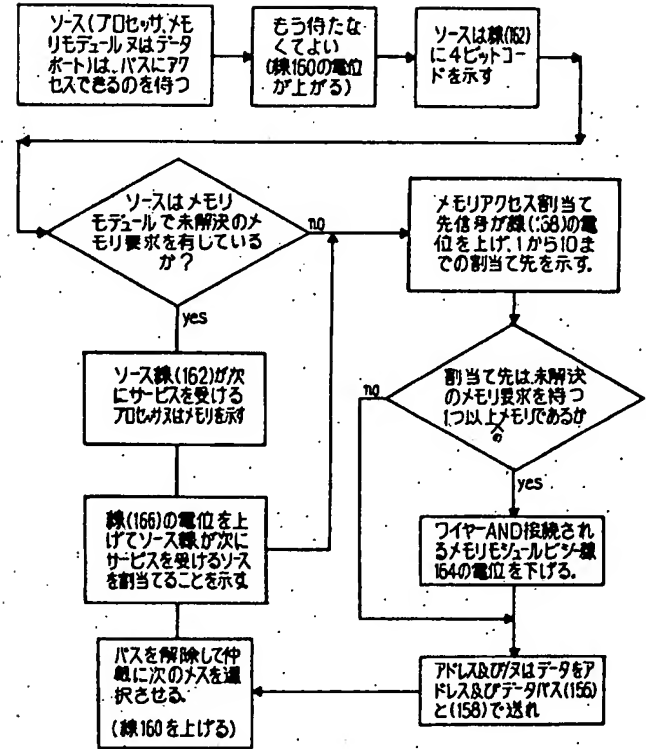 ソース(プロセッサ,メモ
リモデュールヌはデータ
ポート)は、バスにアク
セスできるのを待つ
もう待たな
くてよい
(線160の電位
が上がる)
ソースは線(162)
に4ビットコー
ドを示す
ソースはメモリ
モデュールで未解決のメ
モリ要求を有している
か?
no
yes
ソース線(162)が次
にサービスを受ける
プロセッサヌはメモリを示す
線(166)の電位を上
げてソース線が次に
サービスを受けるソース
を割当てることを示す
バスを解除して仲
裁に次のメスを選
択させる.
(線160を上げる)
メモリアクセス割当て
先信号が線(168)の電
位を上げ,1から10ま
での割当て先を示す.
割当て先は,未解決
のメモリ要求を持つ
1つ以上メモリであるか
の
no
yes
ワイヤーAND接続され
るメモリモジュールビジー線
164の電位を下げる.
アドレス及び/ヌはデータをア
ドレス及びデータバス(156)
と(158)で送れ